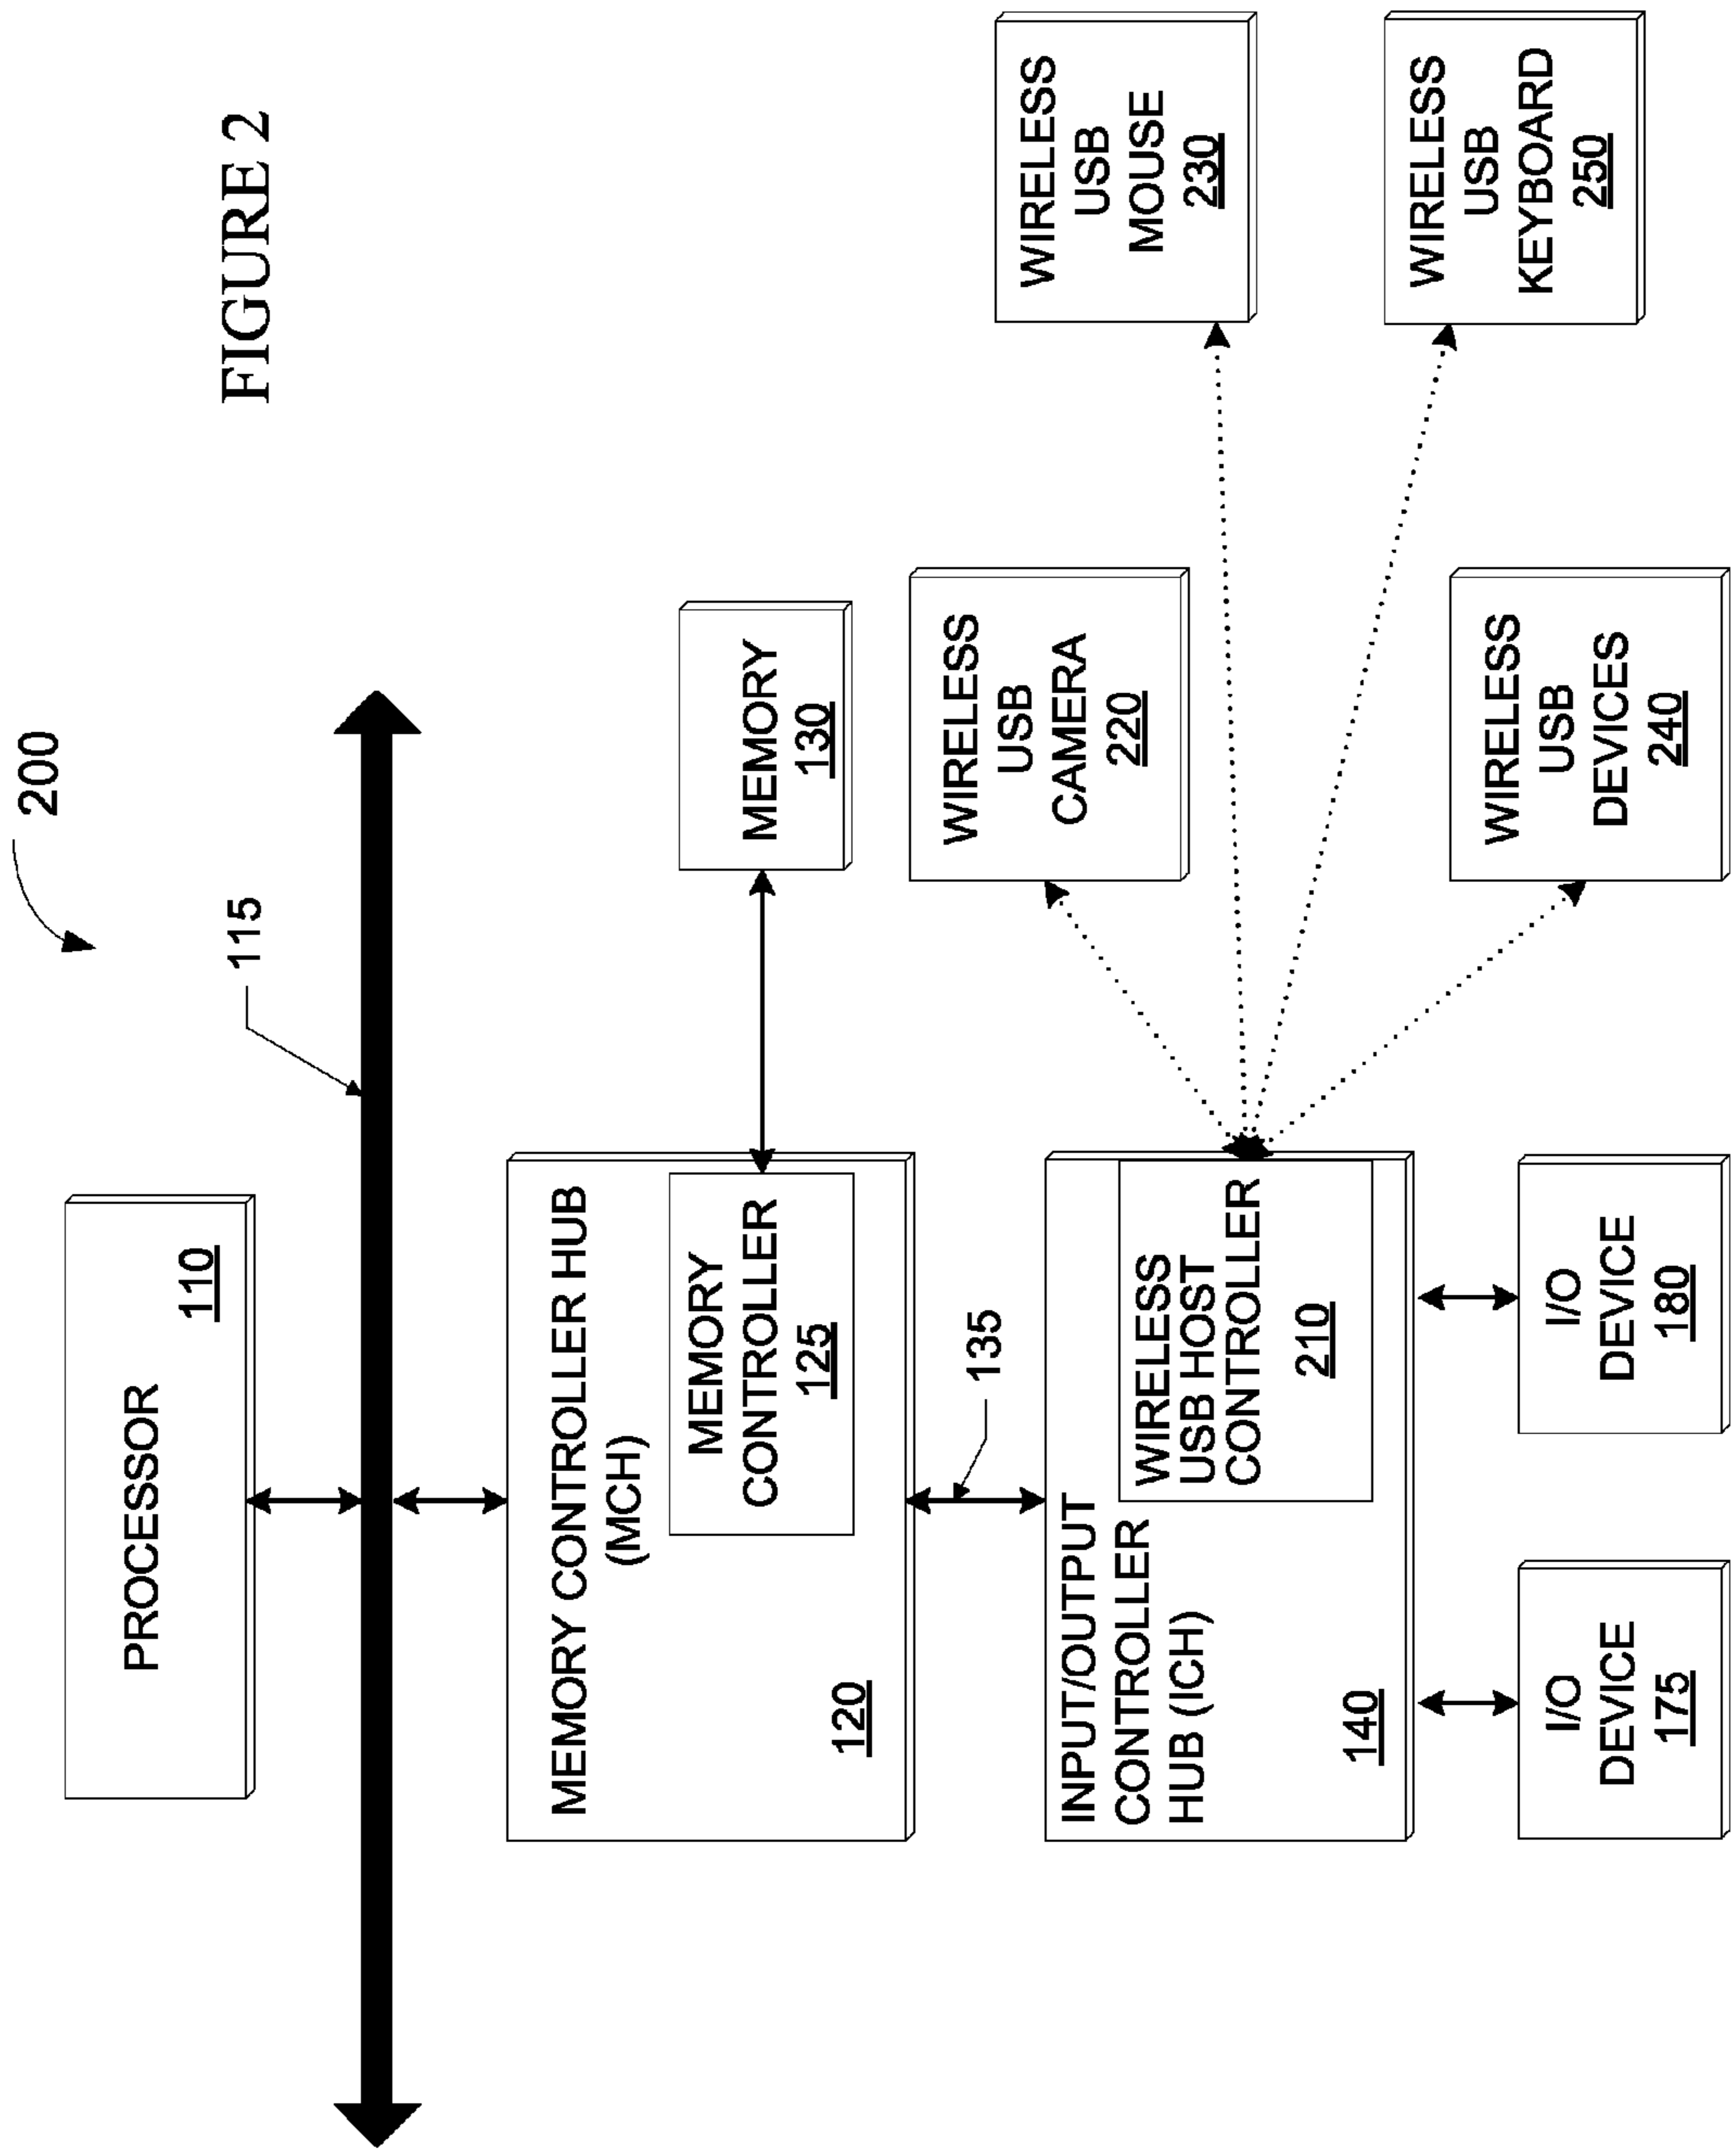 FIGURE 2
200
115
PROCESSOR
110
MEMORY CONTROLLER HUB
(MCH)
MEMORY
CONTROLLER
125
120
MEMORY
130
135
INPUT/OUTPUT
CONTROLLER
HUB (ICH)
140
WIRELESS
USB HOST
CONTROLLER
210
WIRELESS
USB
CAMERA
220
WIRELESS
USB
MOUSE
230
WIRELESS
USB
DEVICES
240
WIRELESS
USB
KEYBOARD
250
I/O
DEVICE
175
I/O
DEVICE
180